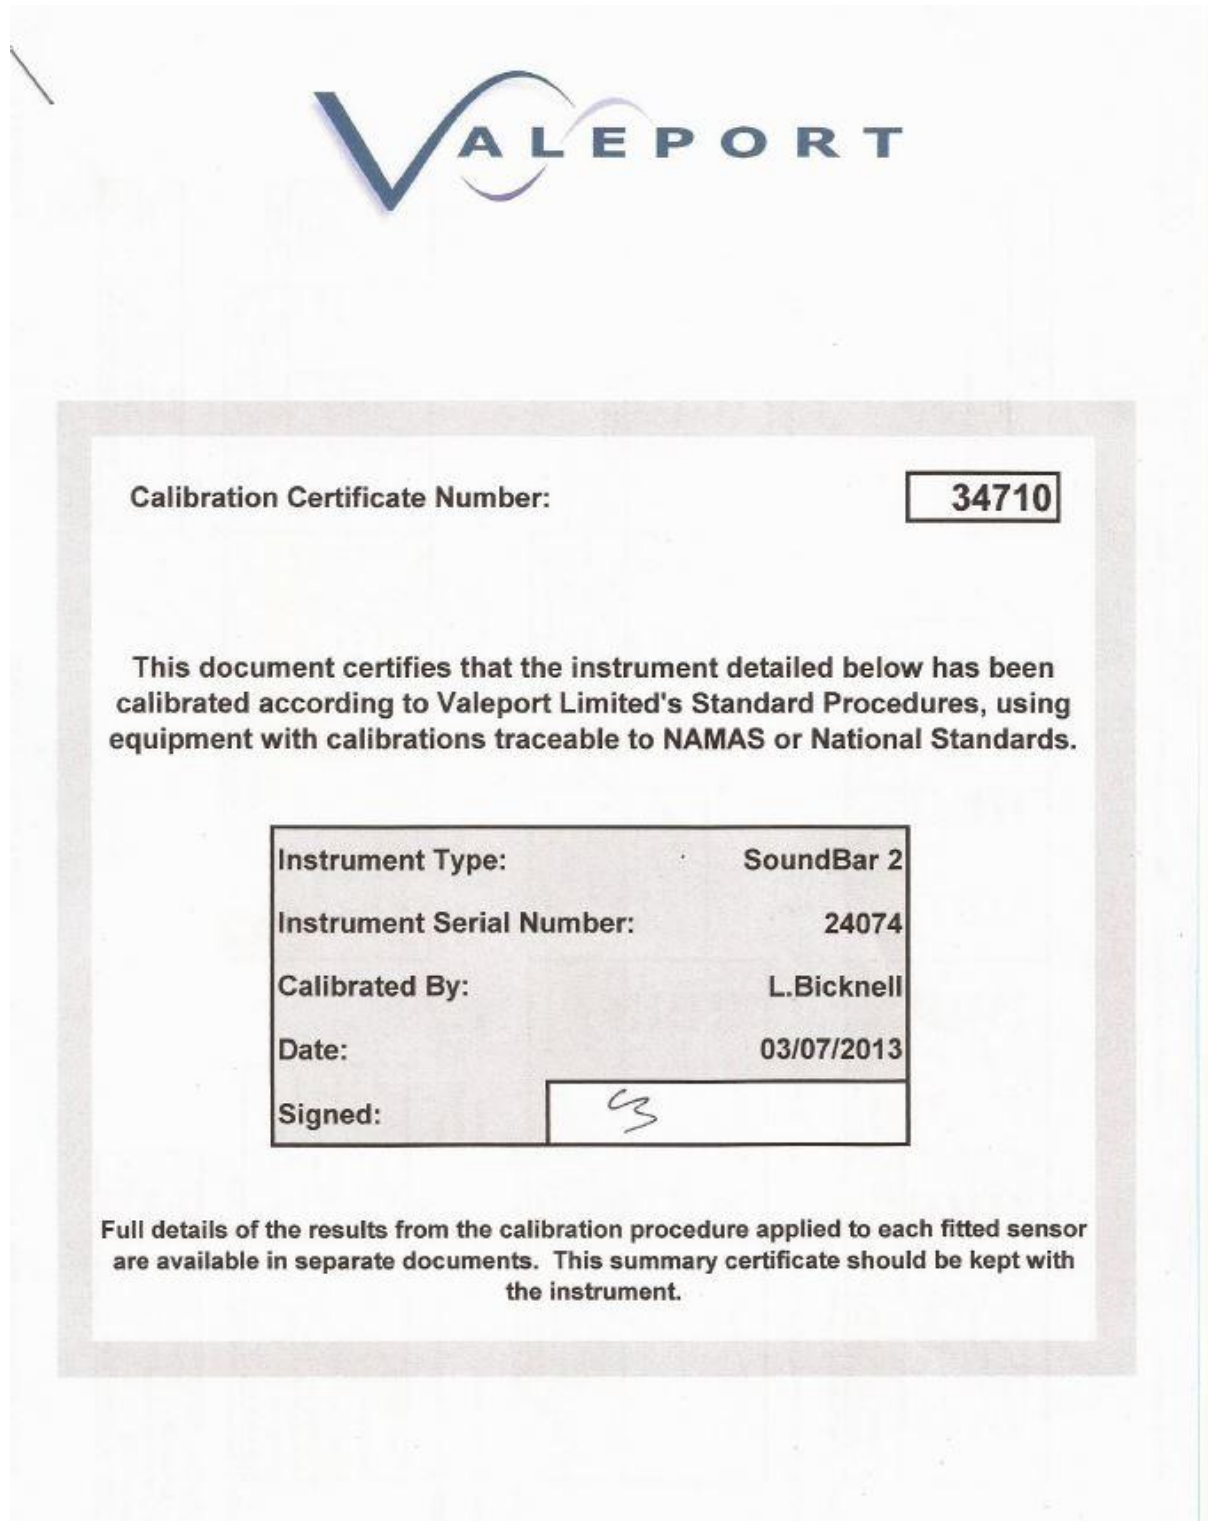 VALEPORT
Calibration Certificate Number: 34710
This document certifies that the instrument detailed below has been
calibrated according to Valeport Limited's Standard Procedures, using
equipment with calibrations traceable to NAMAS or National Standards.
Instrument Type: SoundBar 2
Instrument Serial Number: 24074
Calibrated By: L.Bicknell
Date: 03/07/2013
Signed:
Full details of the results from the calibration procedure applied to each fitted sensor
are available in separate documents. This summary certificate should be kept with
the instrument.